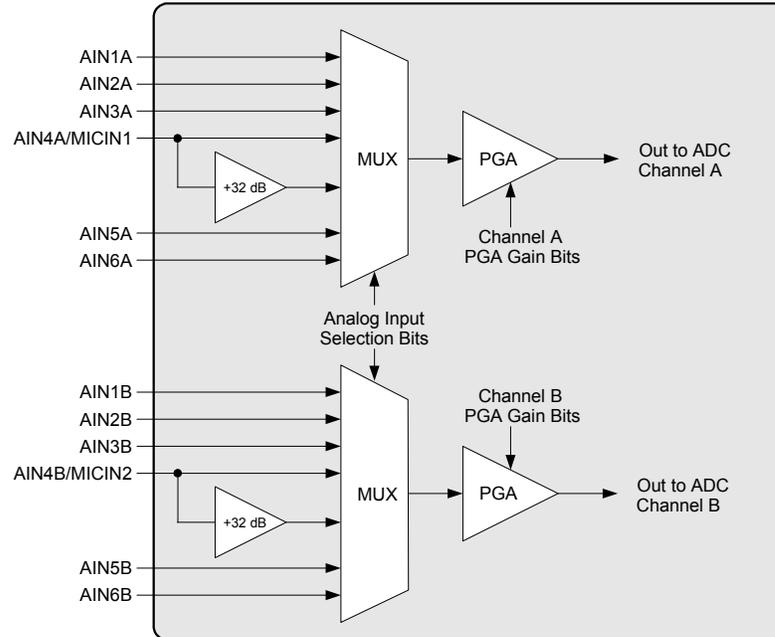 AIN1A
AIN2A
AIN3A
AIN4A/MICIN1
+32 dB
AIN5A
AIN6A
MUX
PGA
Out to ADC
Channel A
Channel A
PGA Gain Bits
Analog Input
Selection Bits
AIN1B
AIN2B
AIN3B
AIN4B/MICIN2
+32 dB
AIN5B
AIN6B
MUX
Channel B
PGA Gain Bits
PGA
Out to ADC
Channel B